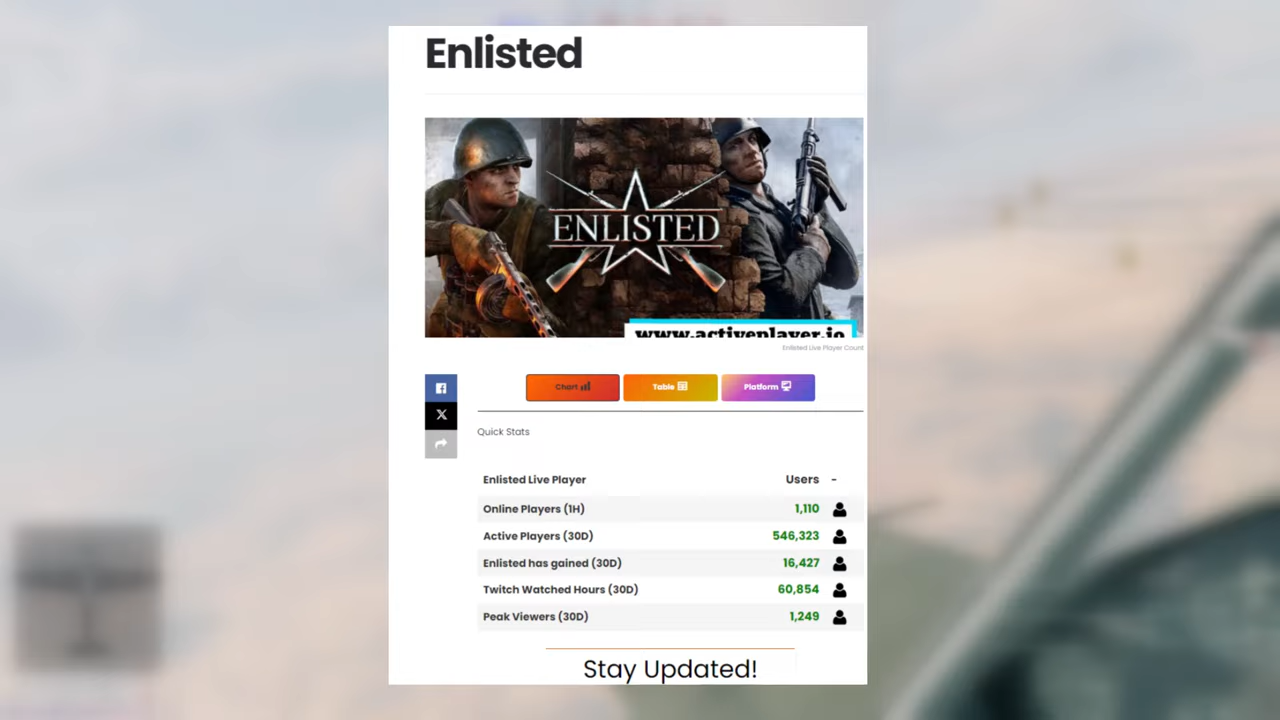 Enlisted
ENLISTED
www.activeplayer.io
Enlisted Live Player Count
Chart
Table
Platform
Quick Stats
Enlisted Live Player Users -
Online Players (1H) 1,110
Active Players (30D) 546,323
Enlisted has gained (30D) 16,427
Twitch Watched Hours (30D) 60,854
Peak Viewers (30D) 1,249
Stay Updated!